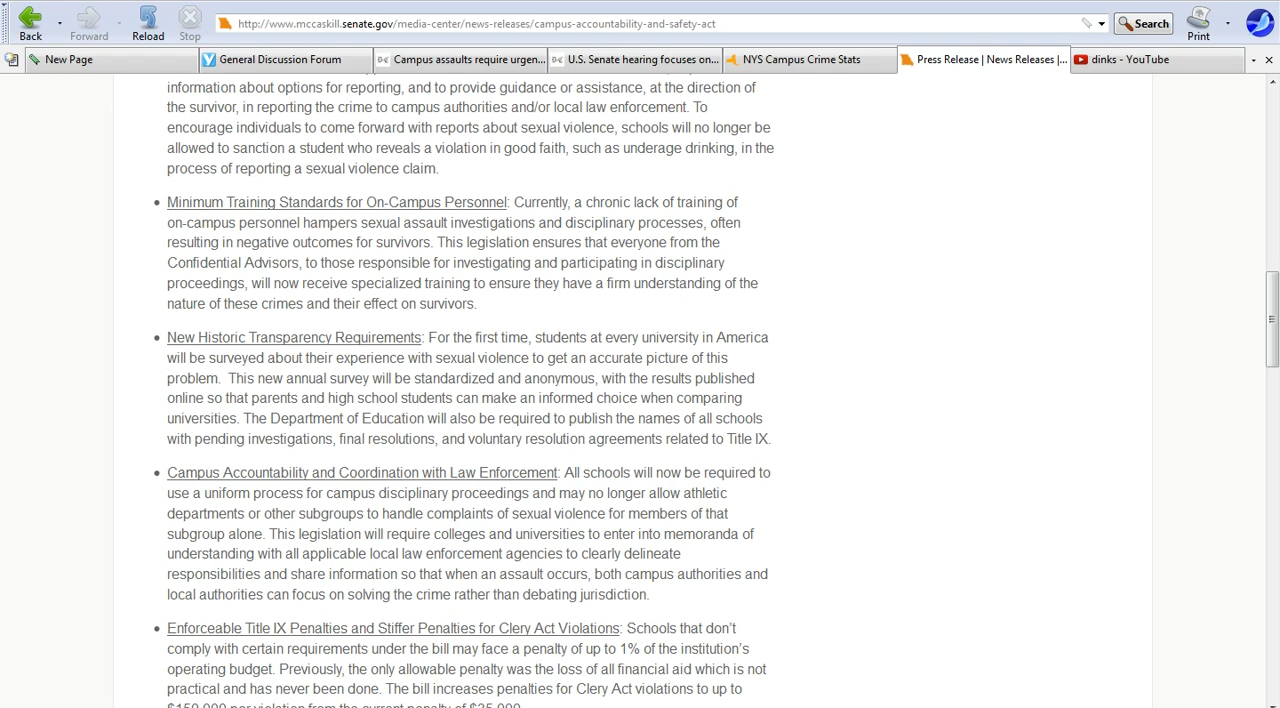 Back
Forward
Reload
Stop
http://www.mccaskill.senate.gov/media-center/news-releases/campus-accountability-and-safety-act
Search
Print
New Page
General Discussion Forum
Campus assaults require urgen...
U.S. Senate hearing focuses on...
NYS Campus Crime Stats
Press Release | News Releases |...
dinks - YouTube
information about options for reporting, and to provide guidance or assistance, at the direction of
the survivor, in reporting the crime to campus authorities and/or local law enforcement. To
encourage individuals to come forward with reports about sexual violence, schools will no longer be
allowed to sanction a student who reveals a violation in good faith, such as underage drinking, in the
process of reporting a sexual violence claim.
• Minimum Training Standards for On-Campus Personnel: Currently, a chronic lack of training of
on-campus personnel hampers sexual assault investigations and disciplinary processes, often
resulting in negative outcomes for survivors. This legislation ensures that everyone from the
Confidential Advisors, to those responsible for investigating and participating in disciplinary
proceedings, will now receive specialized training to ensure they have a firm understanding of the
nature of these crimes and their effect on survivors.
• New Historic Transparency Requirements: For the first time, students at every university in America
will be surveyed about their experience with sexual violence to get an accurate picture of this
problem.  This new annual survey will be standardized and anonymous, with the results published
online so that parents and high school students can make an informed choice when comparing
universities. The Department of Education will also be required to publish the names of all schools
with pending investigations, final resolutions, and voluntary resolution agreements related to Title IX.
• Campus Accountability and Coordination with Law Enforcement: All schools will now be required to
use a uniform process for campus disciplinary proceedings and may no longer allow athletic
departments or other subgroups to handle complaints of sexual violence for members of that
subgroup alone. This legislation will require colleges and universities to enter into memoranda of
understanding with all applicable local law enforcement agencies to clearly delineate
responsibilities and share information so that when an assault occurs, both campus authorities and
local authorities can focus on solving the crime rather than debating jurisdiction.
• Enforceable Title IX Penalties and Stiffer Penalties for Clery Act Violations: Schools that don't
comply with certain requirements under the bill may face a penalty of up to 1% of the institution's
operating budget. Previously, the only allowable penalty was the loss of all financial aid which is not
practical and has never been done. The bill increases penalties for Clery Act violations to up to
$150,000 per violation from the current penalty of $35,000.